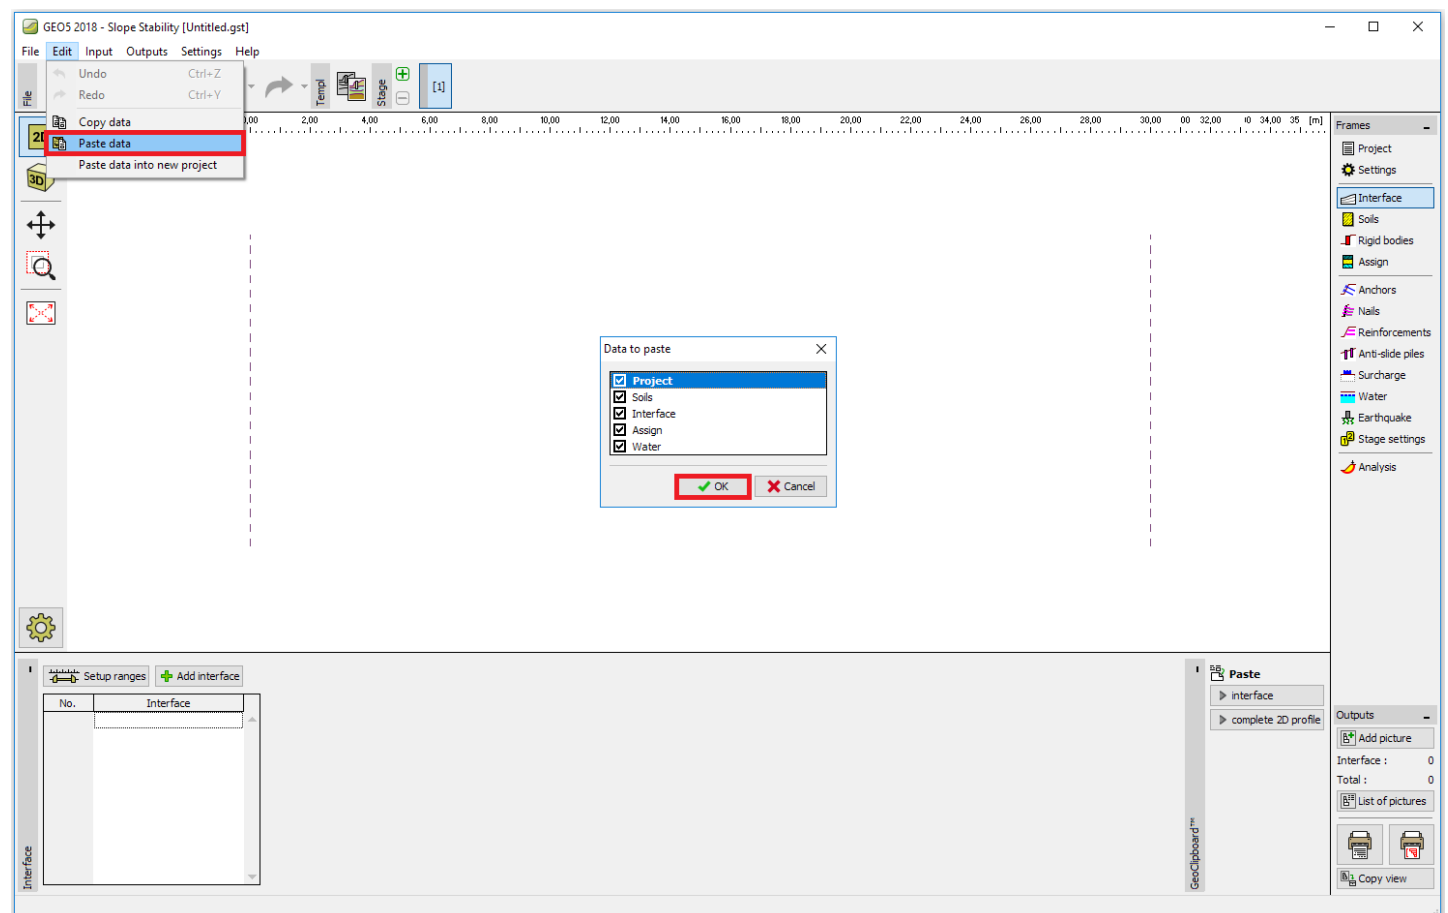 GEO5 2018 - Slope Stability [Untitled.gst]
File Edit Input Outputs Settings Help
Undo Ctrl+Z
Redo Ctrl+Y
Copy data
Paste data
Paste data into new project
File
Templ
Stage
[1]
2,00 4,00 6,00 8,00 10,00 12,00 14,00 16,00 18,00 20,00 22,00 24,00 26,00 28,00 30,00 32,00 34,00 [m]
3D
Data to paste
Project
Soils
Interface
Assign
Water
OK Cancel
Frames
Project
Settings
Interface
Soils
Rigid bodies
Assign
Anchors
Nails
Reinforcements
Anti-slide piles
Surcharge
Water
Earthquake
Stage settings
Analysis
Setup ranges Add interface
No. Interface
Interface
GeoClipboard™
Paste
interface
complete 2D profile
Outputs
Add picture
Interface : 0
Total : 0
List of pictures
Copy view